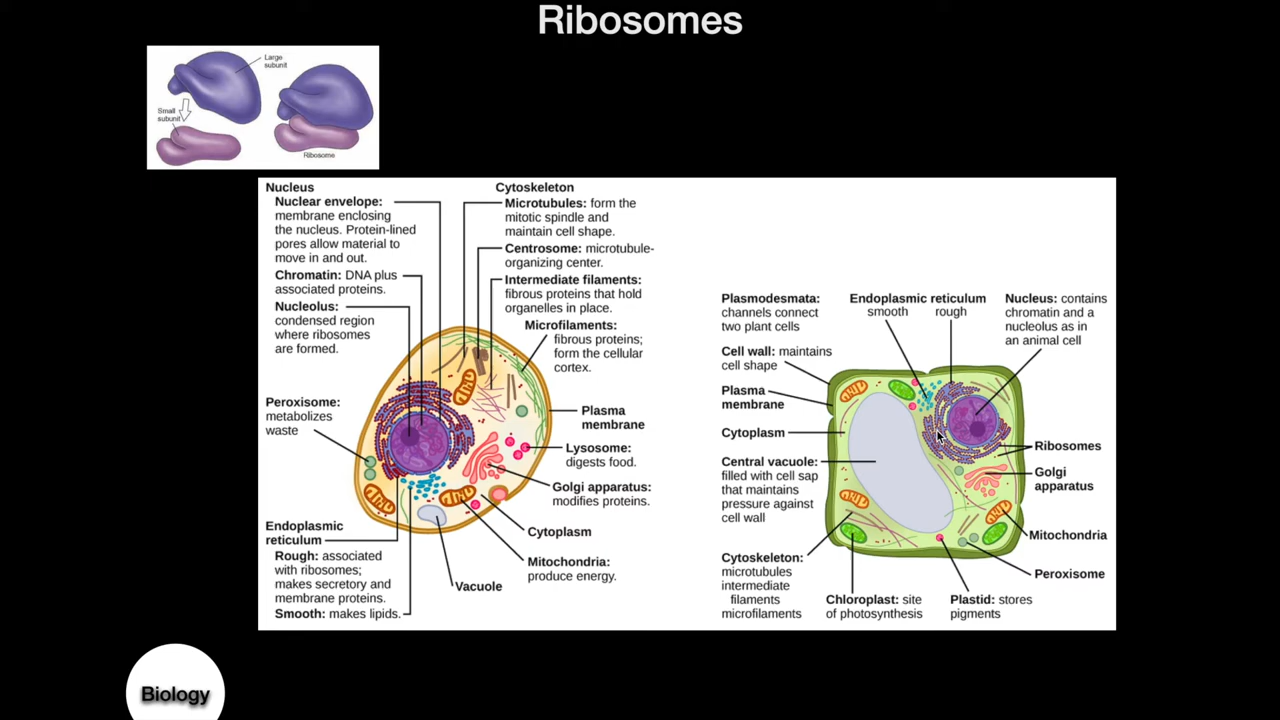 Ribosomes
Large
subunit
Small
subunit
Ribosome
Nucleus
Nuclear envelope:
membrane enclosing
the nucleus. Protein-lined
pores allow material to
move in and out.
Chromatin: DNA plus
associated proteins.
Nucleolus:
condensed region
where ribosomes
are formed.
Peroxisome:
metabolizes
waste
Endoplasmic
reticulum
Rough: associated
with ribosomes;
makes secretory and
membrane proteins.
Smooth: makes lipids.
Cytoskeleton
Microtubules: form the
mitotic spindle and
maintain cell shape.
Centrosome: microtubule-
organizing center.
Intermediate filaments:
fibrous proteins that hold
organelles in place.
Microfilaments:
fibrous proteins;
form the cellular
cortex.
Plasma
membrane
Lysosome:
digests food.
Golgi apparatus:
modifies proteins.
Cytoplasm
Mitochondria:
produce energy.
Vacuole
Plasmodesmata:
channels connect
two plant cells
Cell wall: maintains
cell shape
Plasma
membrane
Cytoplasm
Central vacuole:
filled with cell sap
that maintains
pressure against
cell wall
Cytoskeleton:
microtubules
intermediate
filaments
microfilaments
Endoplasmic reticulum
smooth rough
Nucleus: contains
chromatin and a
nucleolus as in
an animal cell
Ribosomes
Golgi
apparatus
Mitochondria
Peroxisome
Chloroplast: site
of photosynthesis
Plastid: stores
pigments
Biology